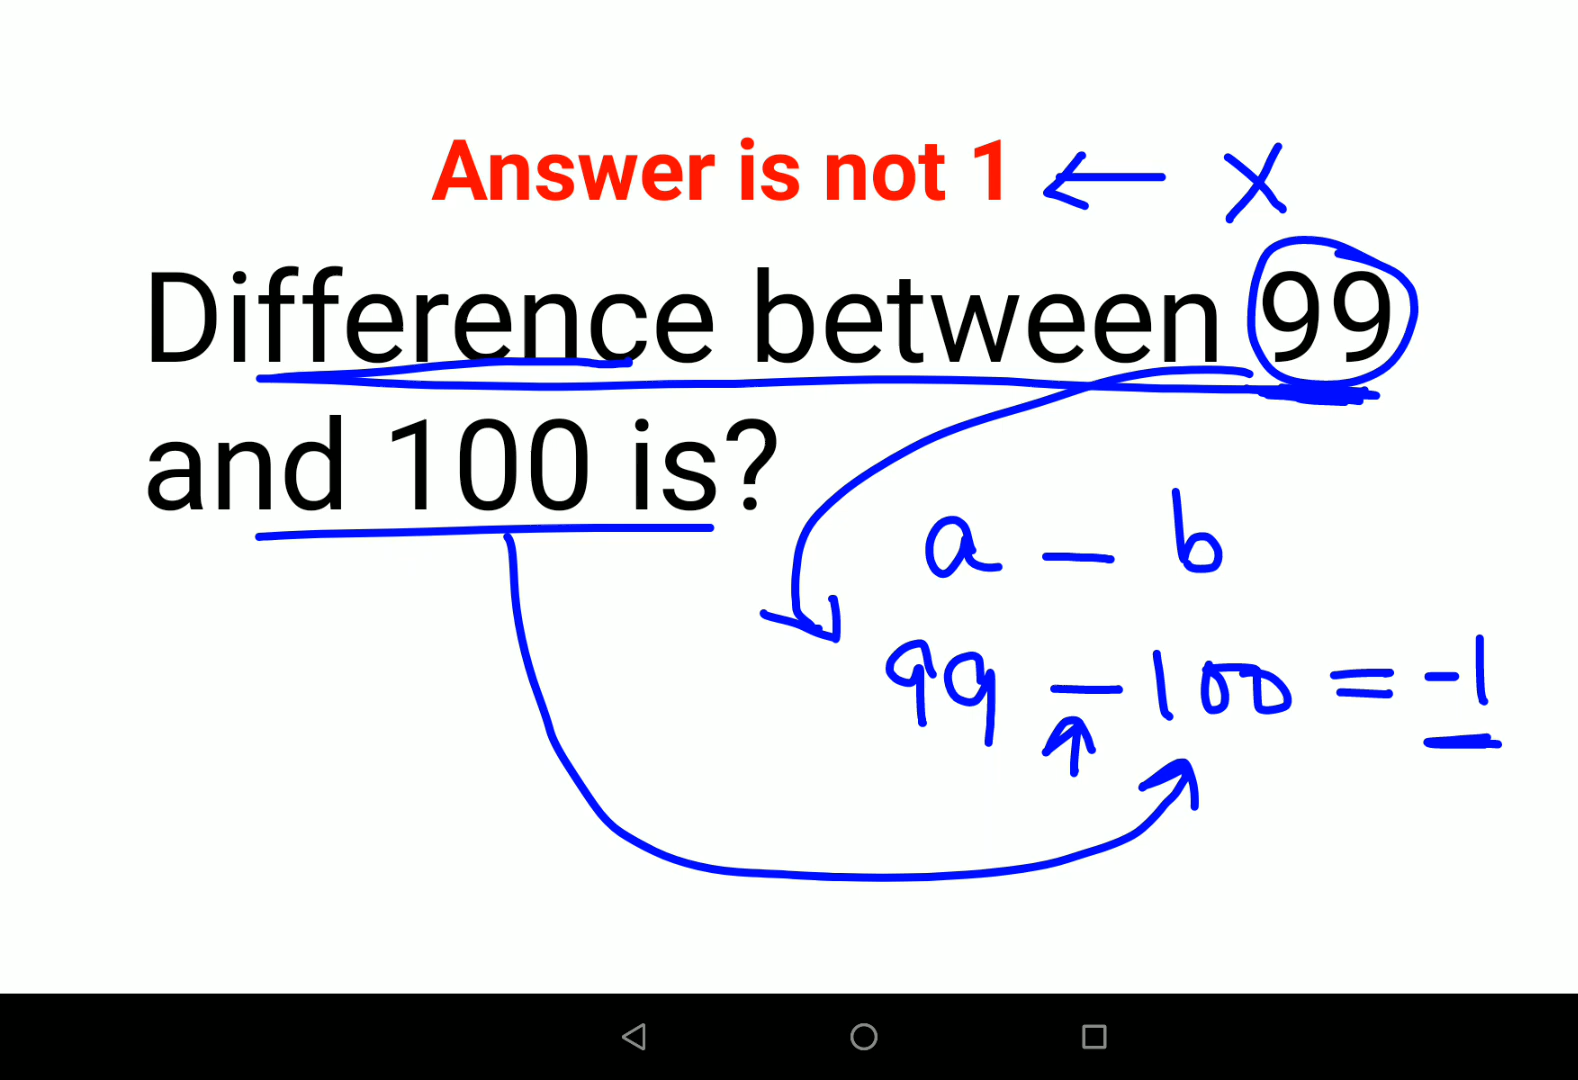 Answer is not 1 ← X
Difference between 99
and 100 is?
a - b
99 - 100 = -1